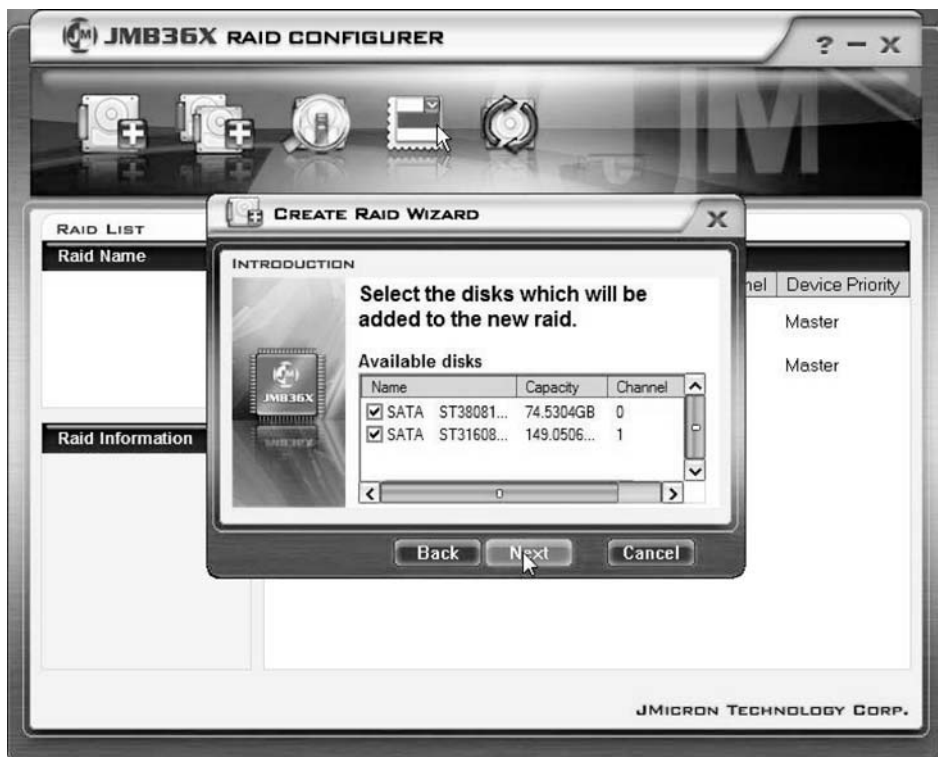 JMB36X RAID CONFIGURER
? – X
JM
RAID LIST
Raid Name
nel Device Priority
Master
Master
Raid Information
CREATE RAID WIZARD
X
INTRODUCTION
Select the disks which will be
added to the new raid.
Available disks
Name Capacity Channel
SATA ST38081... 74.5304GB 0
SATA ST31608... 149.0506... 1
JMB36X
Back Next Cancel
JMICRON TECHNOLOGY CORP.